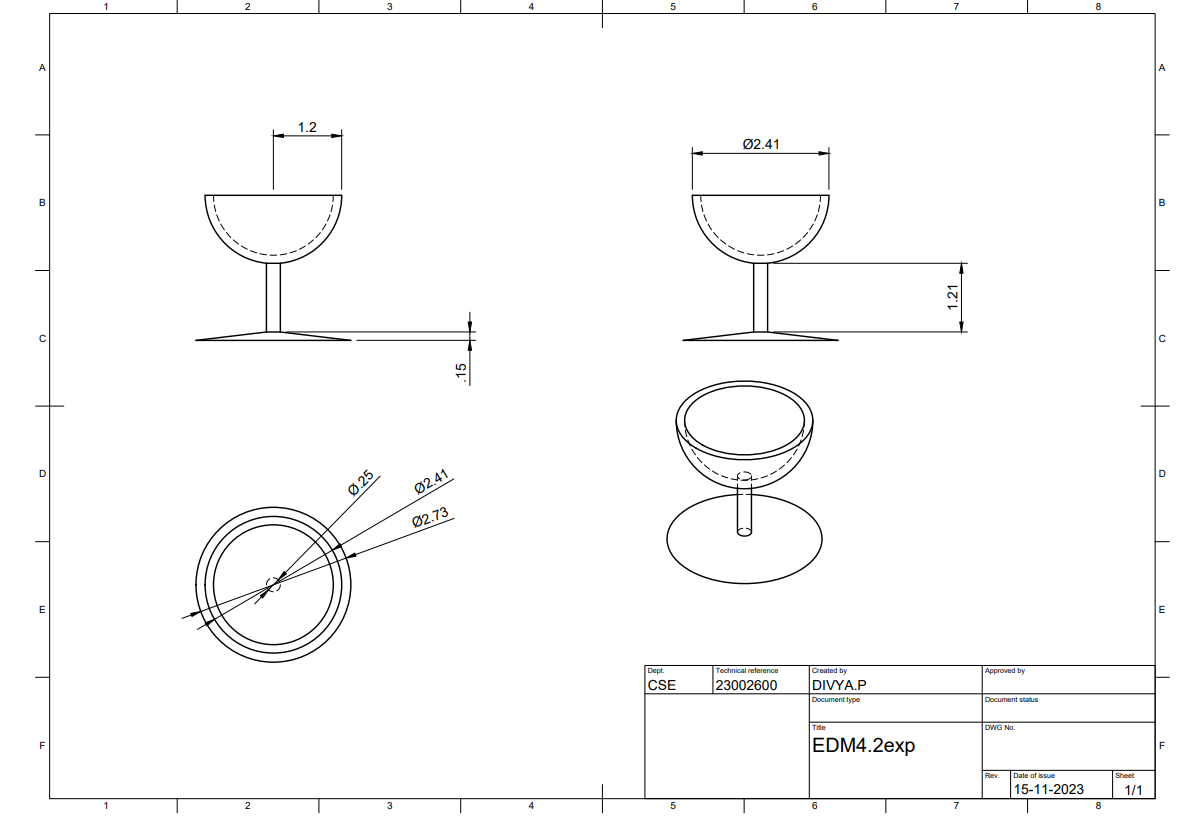 1 2 3 4 5 6 7 8
A A
1.2
Ø2.41
B B
1.21
C C
.15
D D
Ø.25
Ø2.41
Ø2.73
E E
Dept. Technical reference Created by Approved by
CSE 23002600 DIVYA.P
Document type Document status
Title DWG No.
EDM4.2exp
F F
Rev. Date of issue Sheet
15-11-2023 1/1
1 2 3 4 5 6 7 8